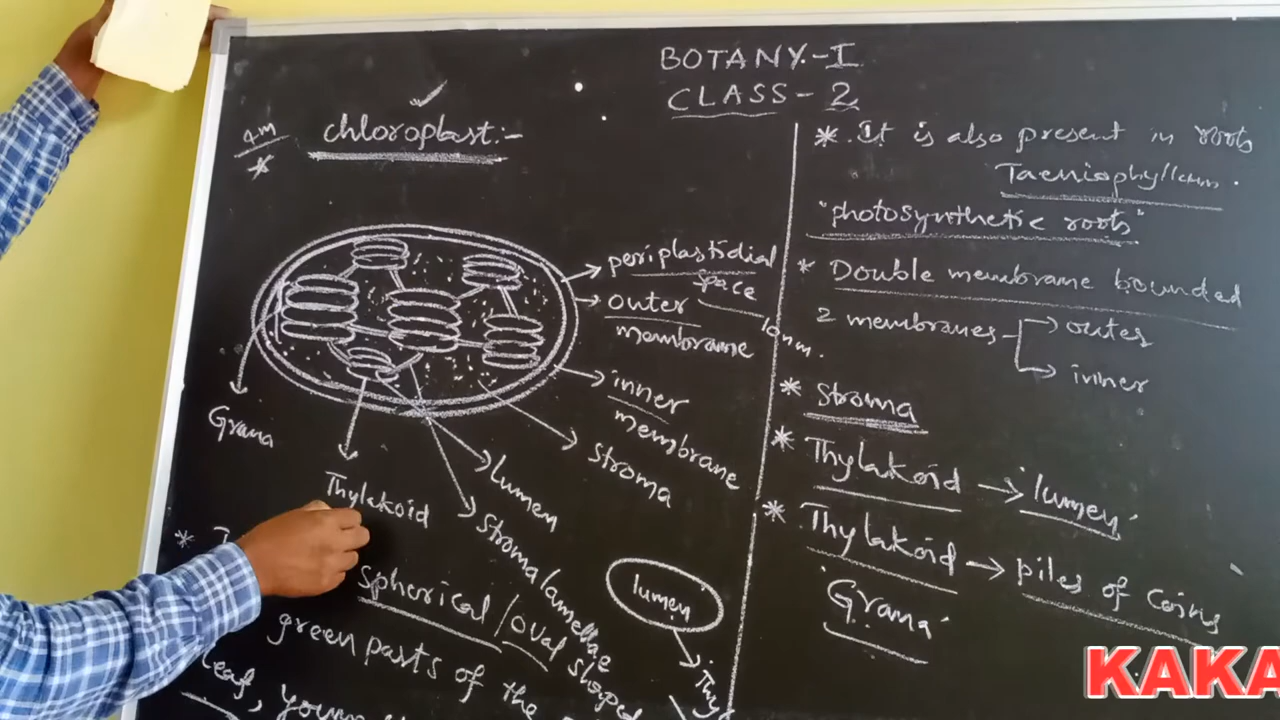 BOTANY-I
CLASS-2
4m
* chloroplast:-
periplastidial
space
10nm.
outer
membrane
inner
membrane
Stroma
Lumen
Stroma lamellae
Thylakoid
Grana
*
spherical/oval shaped
green parts of the
leaf,
lumen
Thy
* It is also present in roots
Taeniophyllum.
"photosynthetic roots"
* Double membrane bounded
2 membranes
outer
inner
* Stroma
* Thylakoid → lumen
* Thylakoid → piles of coins
'Grana'
KAKA